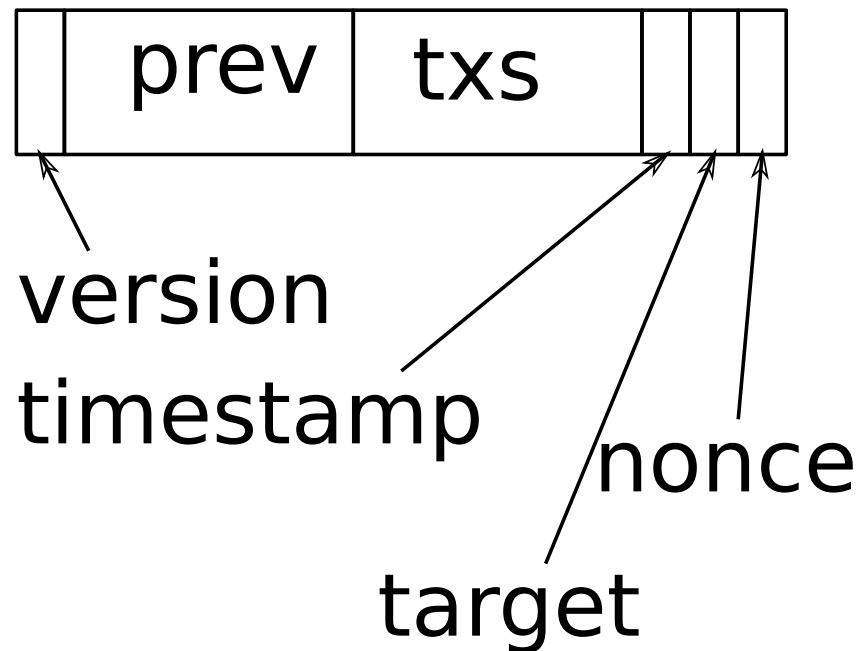 prev
txs
version
timestamp
nonce
target